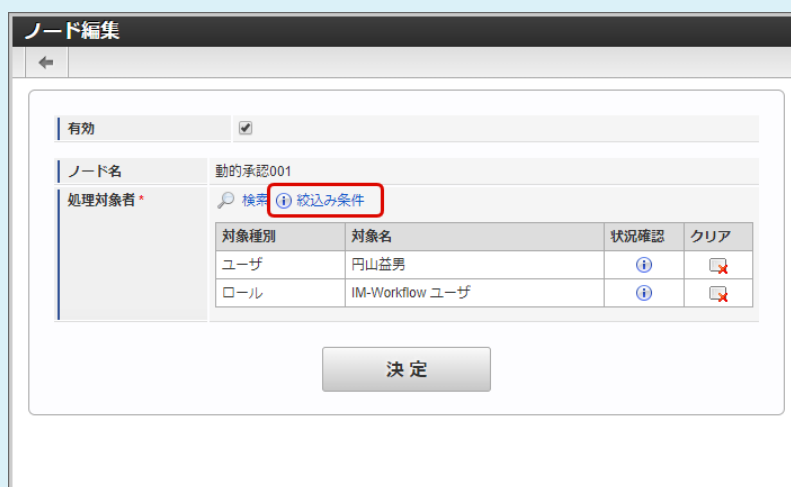 ノード編集
有効
ノード名 動的承認001
処理対象者* 検索 絞込み条件
対象種別 対象名 状況確認 クリア
ユーザ 円山益男
ロール IM-Workflow ユーザ
決定